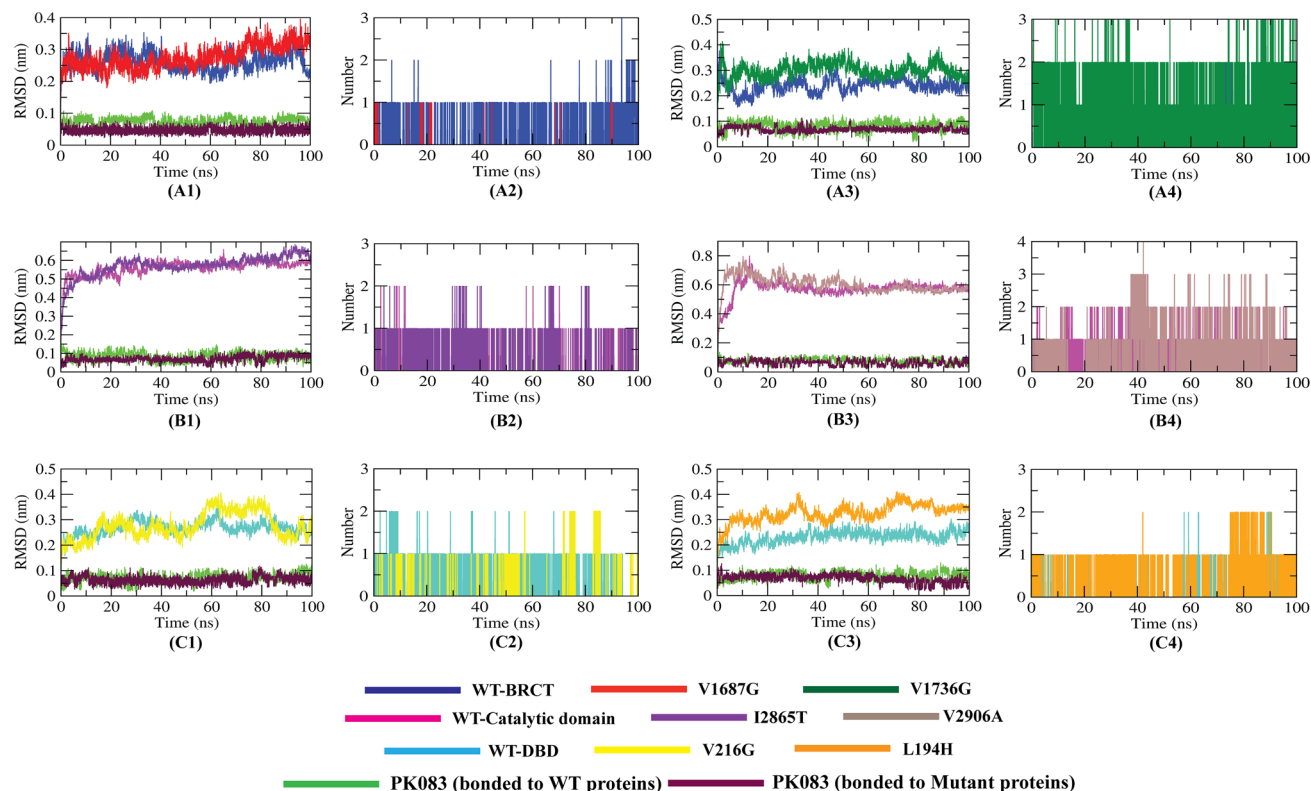 RMSD (nm)
0.4
0.3
0.2
0.1
0
0 20 40 60 80 100
Time (ns)
(A1)
Number
3
2
1
0
0 20 40 60 80 100
Time (ns)
(A2)
RMSD (nm)
0.5
0.4
0.3
0.2
0.1
0
0 20 40 60 80 100
Time (ns)
(A3)
Number
3
2
1
0
0 20 40 60 80 100
Time (ns)
(A4)
RMSD (nm)
0.6
0.5
0.4
0.3
0.2
0.1
0
0 20 40 60 80 100
Time (ns)
(B1)
Number
3
2
1
0
0 20 40 60 80 100
Time (ns)
(B2)
RMSD (nm)
0.8
0.6
0.4
0.2
0
0 20 40 60 80 100
Time (ns)
(B3)
Number
4
3
2
1
0
0 20 40 60 80 100
Time (ns)
(B4)
RMSD (nm)
0.5
0.4
0.3
0.2
0.1
0
0 20 40 60 80 100
Time (ns)
(C1)
Number
3
2
1
0
0 20 40 60 80 100
Time (ns)
(C2)
RMSD (nm)
0.5
0.4
0.3
0.2
0.1
0
0 20 40 60 80 100
Time (ns)
(C3)
Number
3
2
1
0
0 20 40 60 80 100
Time (ns)
(C4)
WT-BRCT V1687G V1736G
WT-Catalytic domain I2865T V2906A
WT-DBD V216G L194H
PK083 (bonded to WT proteins) PK083 (bonded to Mutant proteins)